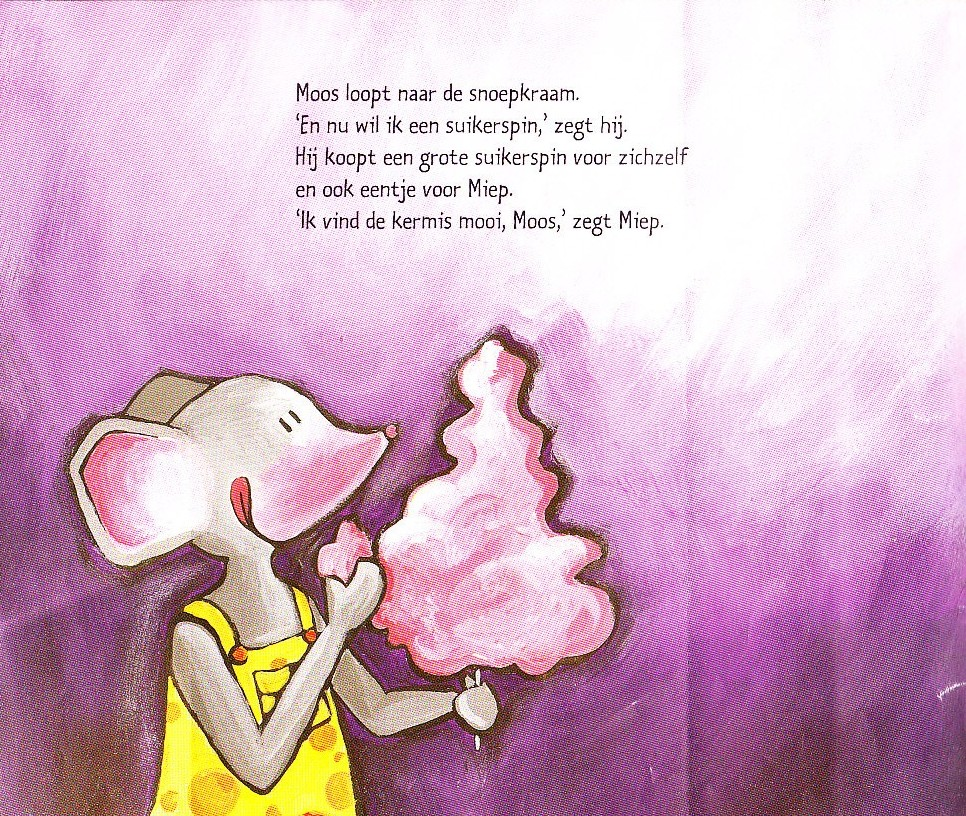 Moos loopt naar de snoepkraam.
‘En nu wil ik een suikerspin,’ zegt hij.
Hij koopt een grote suikerspin voor zichzelf
en ook eentje voor Miep.
‘Ik vind de kermis mooi, Moos,’ zegt Miep.